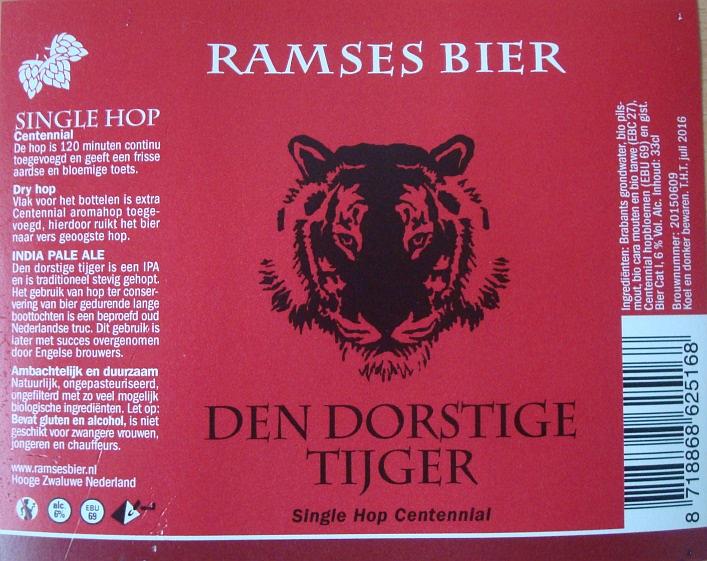 RAMSES BIER
SINGLE HOP
Centennial
De hop is 120 minuten continu
toegevoegd en geeft een frisse
aardse en bloemige toets.
Dry hop
Vlak voor het bottelen is extra
Centennial aromahop toege-
voegd, hierdoor ruikt het bier
naar vers geoogste hop.
INDIA PALE ALE
Den dorstige tijger is een IPA
en is traditioneel stevig gehopt.
Het gebruik van hop ter conser-
vering van bier gedurende lange
boottochten is een beproefd oud
Nederlandse truc. Dit gebruik is
later met succes overgenomen
door Engelse brouwers.
Ambachtelijk en duurzaam
Natuurlijk, ongepasteuriseerd,
ongefilterd met zo veel mogelijk
biologische ingrediënten. Let op:
Bevat gluten en alcohol, is niet
geschikt voor zwangere vrouwen,
jongeren en chauffeurs.
www.ramsesbier.nl
Hooge Zwaluwe Nederland
alc.
6%
EBU
69
DEN DORSTIGE
TIJGER
Single Hop Centennial
Ingrediënten: Brabants grondwater, bio pils-
mout, bio cara mouten en bio tarwe (EBC 27),
Centennial hopbloemen (EBU 69) en gist.
Bier Cat I, 6 % Vol. Alc. Inhoud: 33cl
Brouwnummer: 20150609
Koel en donker bewaren. T.H.T. juli 2016
8 718868 625168